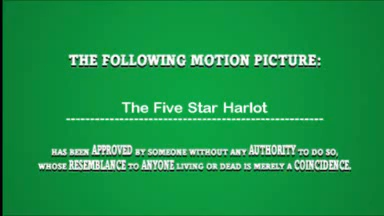 THE FOLLOWING MOTION PICTURE:
The Five Star Harlot
HAS BEEN APPROVED BY SOMEONE WITHOUT ANY AUTHORITY TO DO SO,
WHOSE RESEMBLANCE TO ANYONE LIVING OR DEAD IS MERELY A COINCIDENCE.